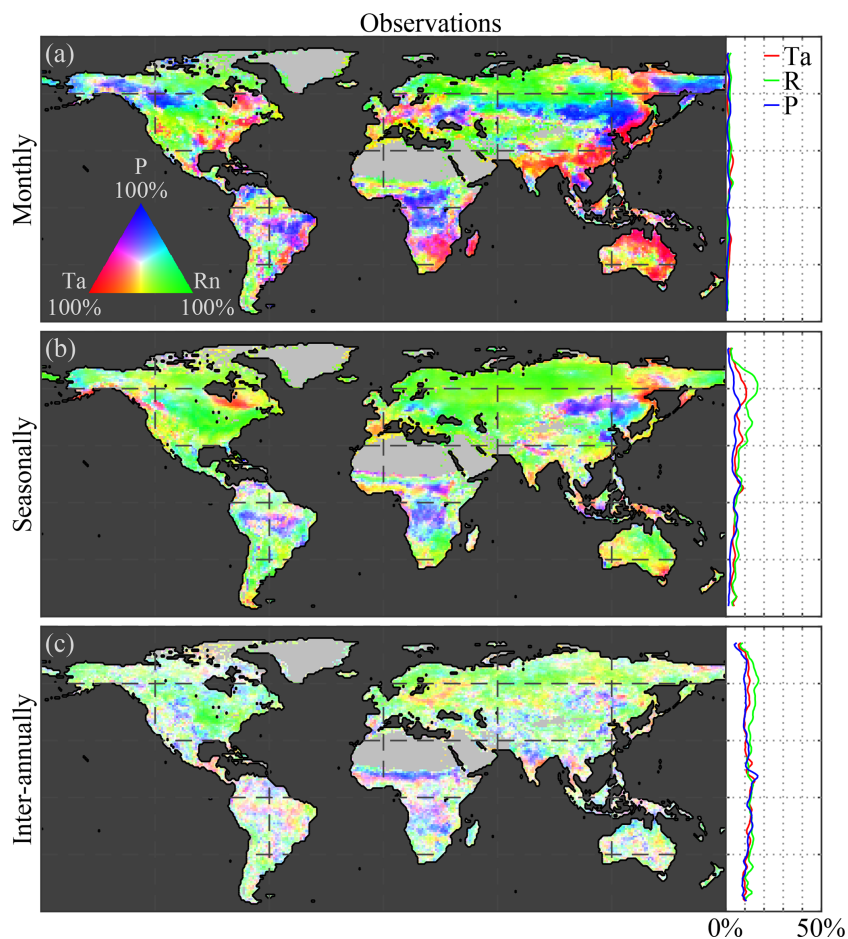 Observations
(a)
Ta
R
P
Monthly
P
100%
Ta Rn
100% 100%
(b)
Seasonally
(c)
Inter-annually
0% 50%